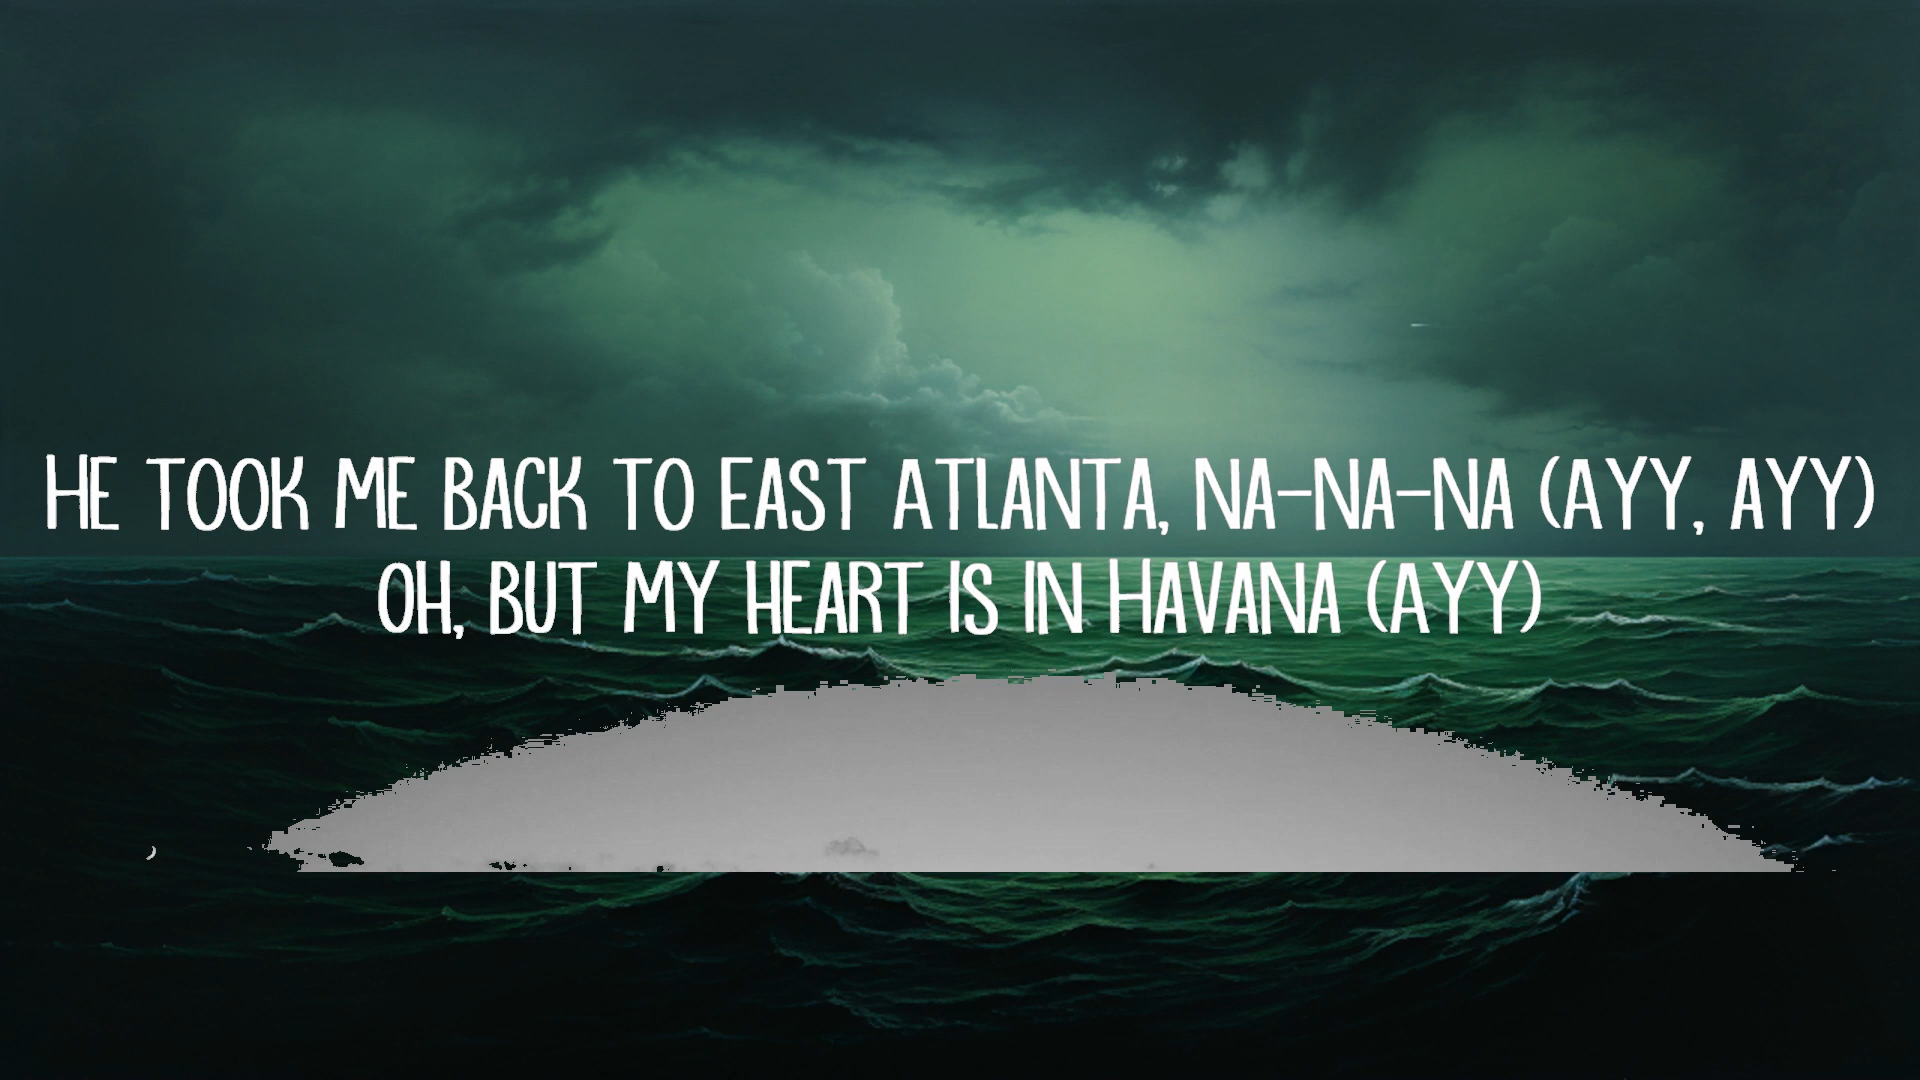 HE TOOK ME BACK TO EAST ATLANTA, NA-NA-NA (AYY, AYY)
OH, BUT MY HEART IS IN HAVANA (AYY)